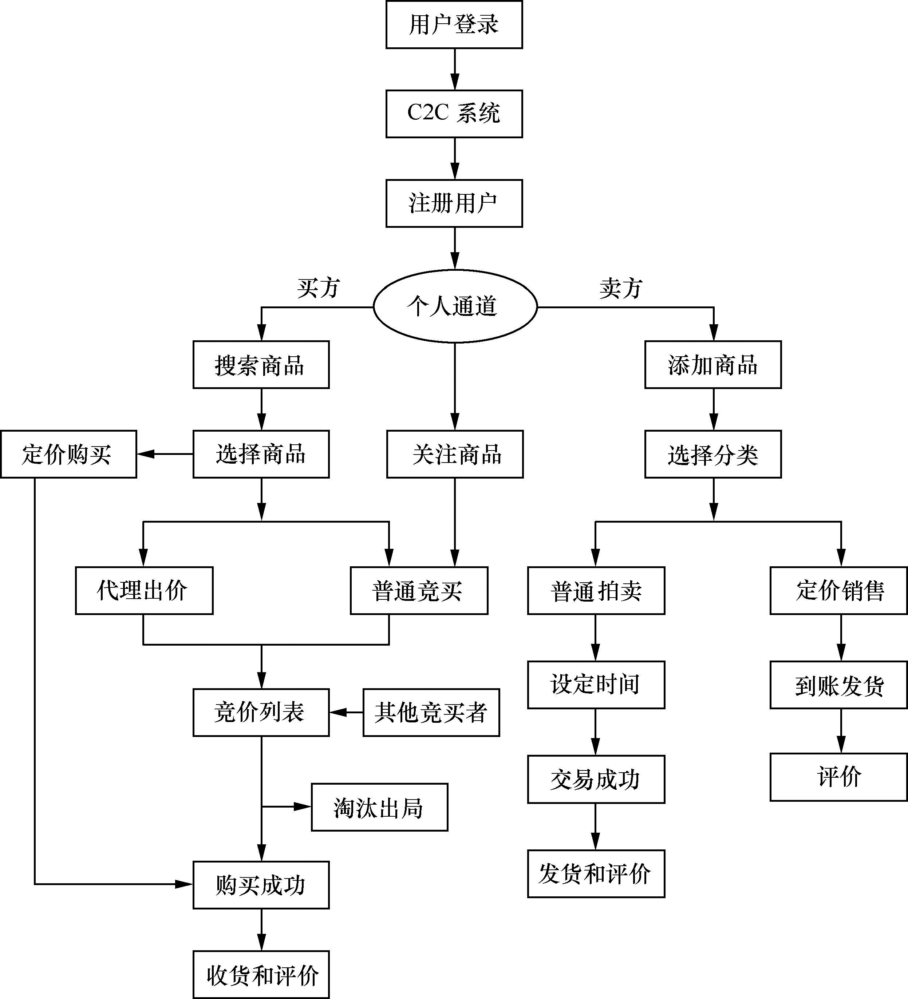 用户登录
C2C 系统
注册用户
买方
个人通道
卖方
搜索商品
添加商品
定价购买
选择商品
关注商品
选择分类
代理出价
普通竞买
普通拍卖
定价销售
竞价列表
其他竞买者
设定时间
到账发货
淘汰出局
交易成功
评价
购买成功
发货和评价
收货和评价